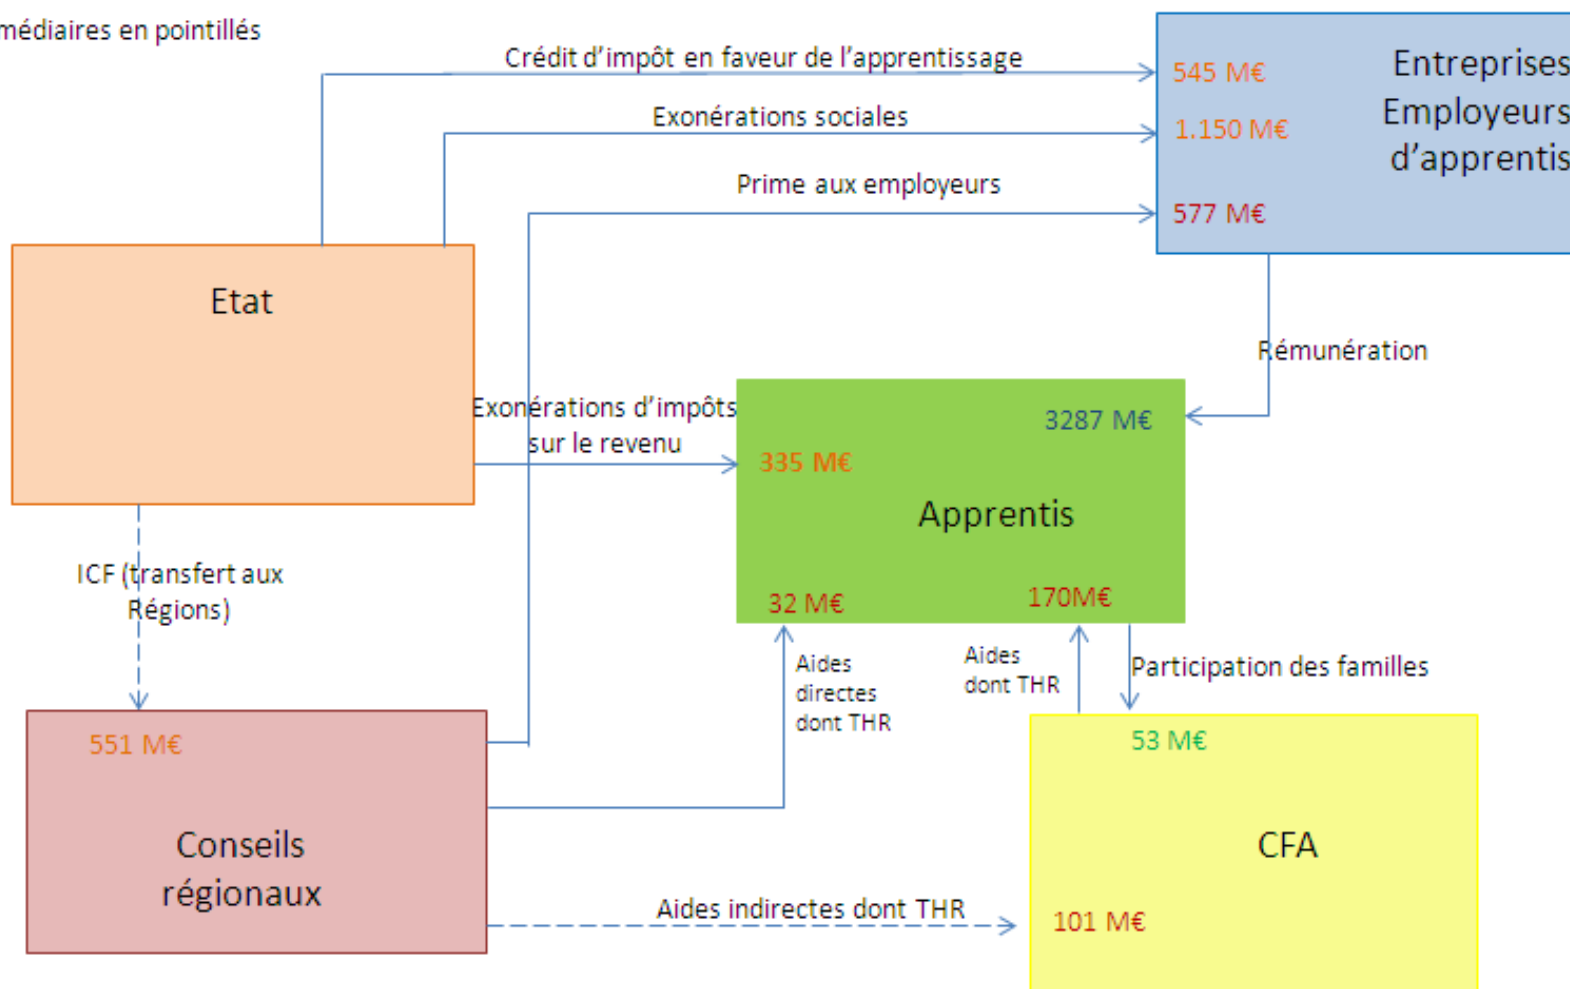 médiaires en pointillés
Crédit d'impôt en faveur de l'apprentissage
545 M€
Entreprises
Employeurs
d'apprentis
Exonérations sociales
1.150 M€
Prime aux employeurs
577 M€
Etat
Rémunération
Exonérations d'impôts
sur le revenu
3287 M€
335 M€
Apprentis
ICF (transfert aux
Régions)
32 M€
170M€
Aides
directes
dont THR
Aides
dont THR
Participation des familles
551 M€
53 M€
Conseils
régionaux
CFA
Aides indirectes dont THR
101 M€